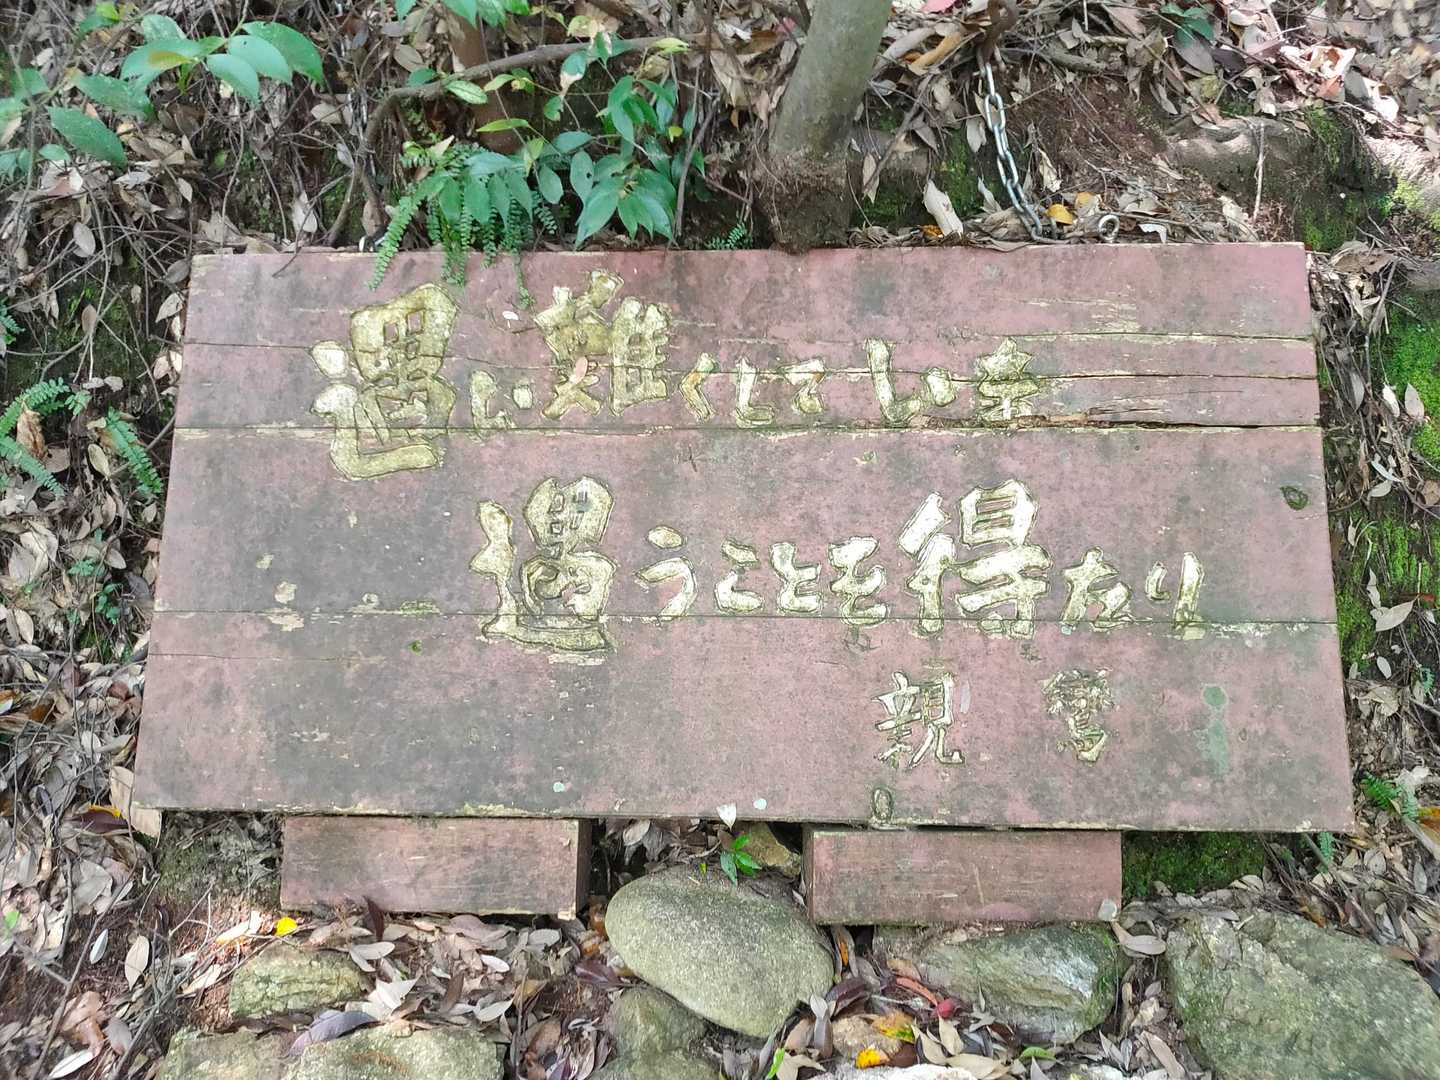 遇い難くしていま
遇うことを得たり
親鸞